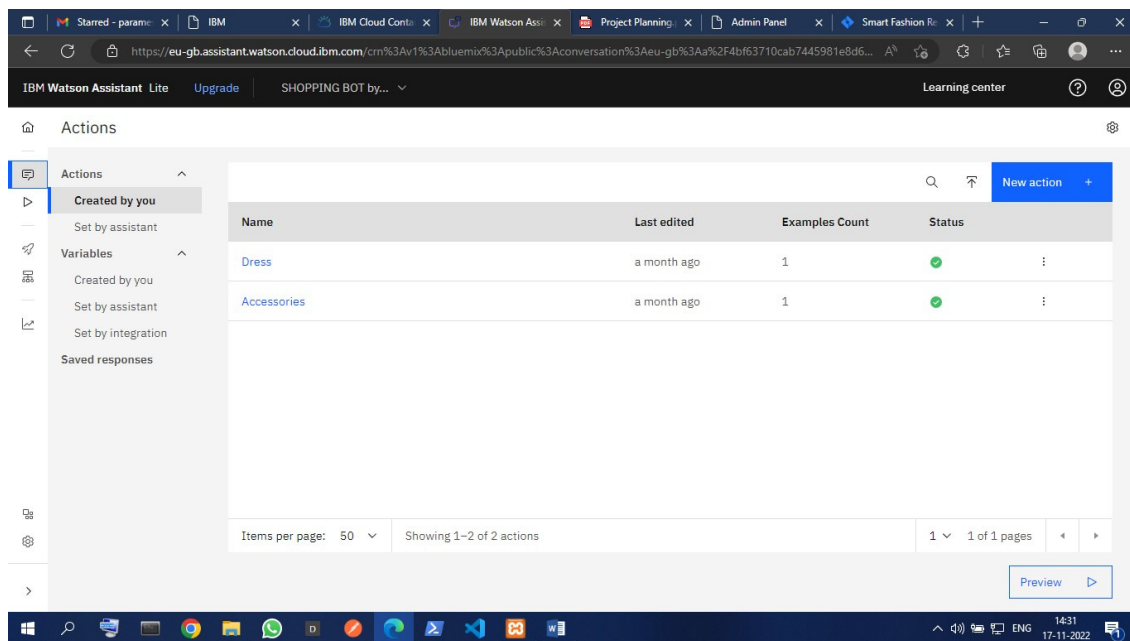 Starred - parame
IBM
IBM Cloud Conta
IBM Watson Assi
Project Planning.
Admin Panel
Smart Fashion Re
https://eu-gb.assistant.watson.cloud.ibm.com/crn%3Av1%3Abluemix%3Apublic%3Aconversation%3Aeu-gb%3Aa%2F4bf63710cab7445981e8d6...
IBM Watson Assistant Lite Upgrade SHOPPING BOT by... Learning center
Actions
Actions
Created by you
Set by assistant
Variables
Created by you
Set by assistant
Set by integration
Saved responses
New action +
Name Last edited Examples Count Status
Dress a month ago 1
Accessories a month ago 1
Items per page: 50 Showing 1–2 of 2 actions 1 1 of 1 pages
Preview
ENG 14:31
17-11-2022